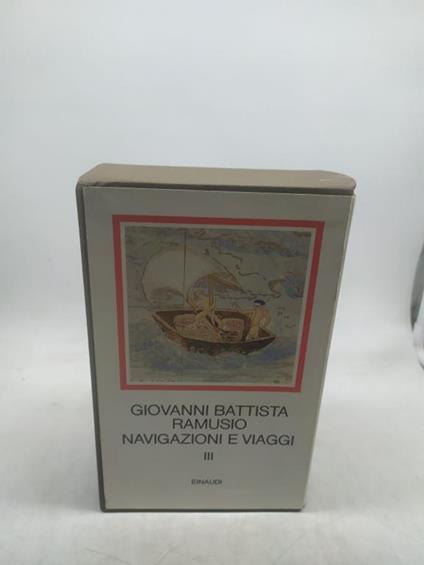 GIOVANNI BATTISTA
RAMUSIO
NAVIGAZIONI E VIAGGI
III
EINAUDI